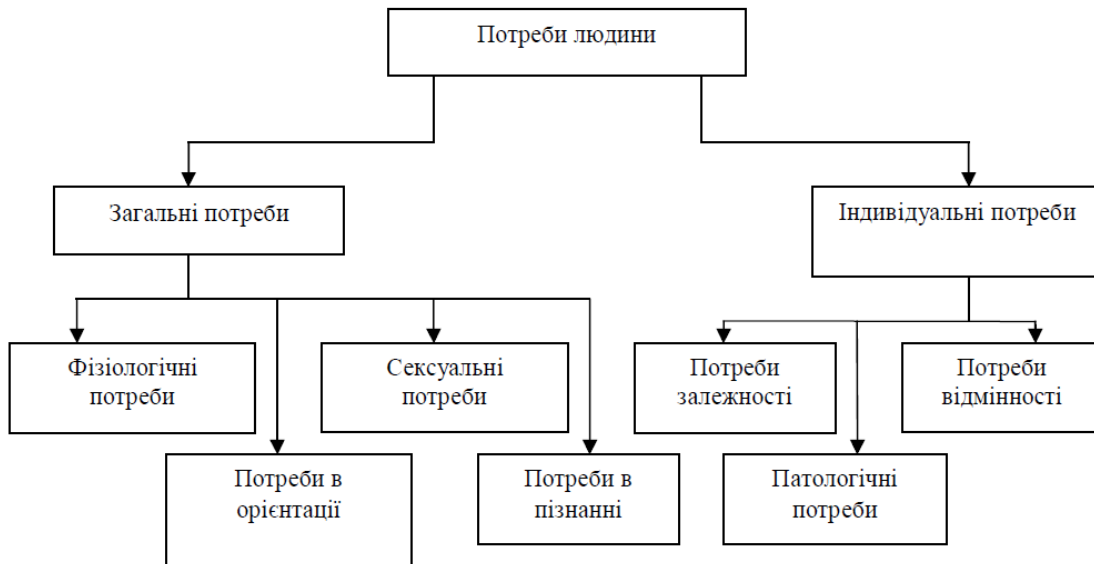 Потреби людини
Загальні потреби
Індивідуальні потреби
Фізіологічні
потреби
Сексуальні
потреби
Потреби
залежності
Потреби
відмінності
Потреби в
орієнтації
Потреби в
пізнанні
Патологічні
потреби